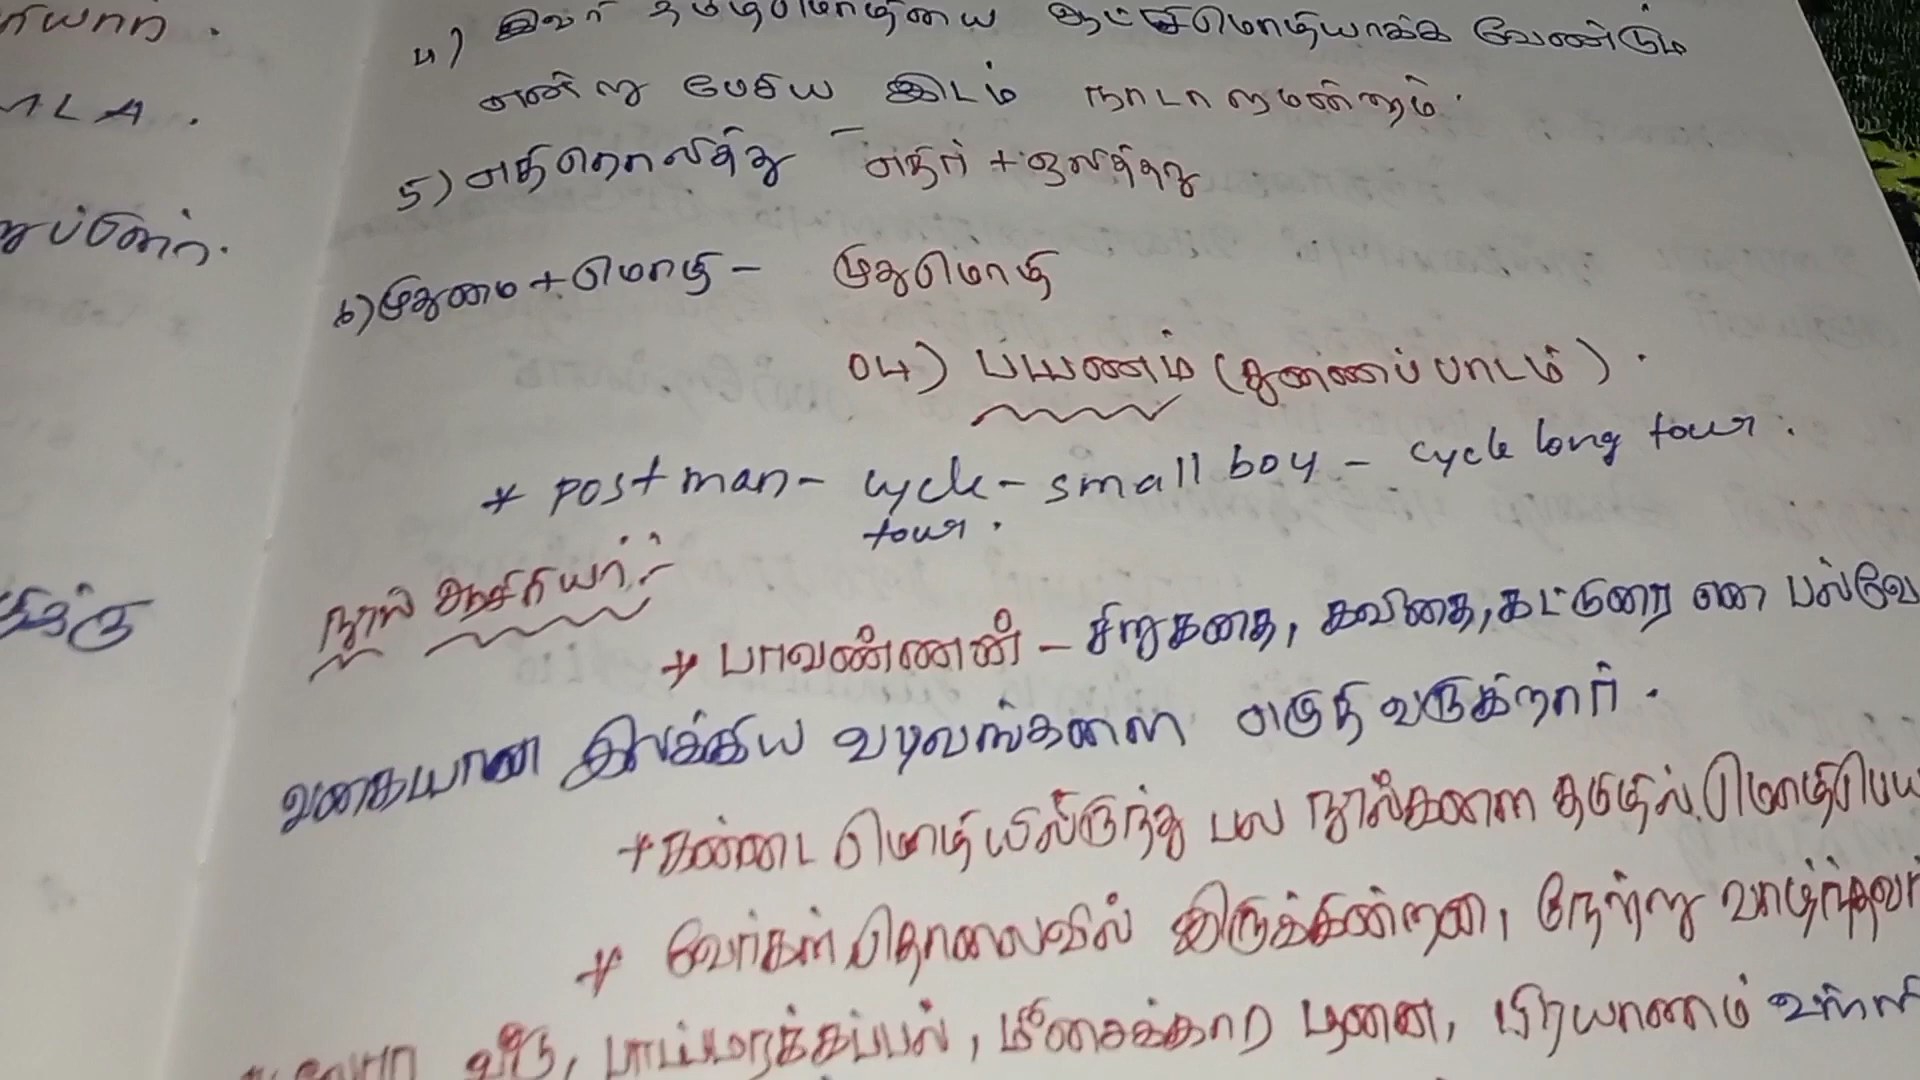 ரியார்.
MLA.
4) இவர் தமிழ்மொழியை ஆட்சிமொழியாக்க வேண்டும்
என்று பேசிய இடம் நாடாளுமன்றம்.
5) எதிரொலித்து - எதிர் + ஒலித்து
6) முதுமை + மொழி - முதுமொழி
04) பயணம் (துணைப்பாடம்).
* postman - cycle - small boy - cycle long tour.
tour.
நூல் ஆசிரியர்:-
* பாவண்ணன் - சிறுகதை, கவிதை, கட்டுரை என பல்வே
வகையான இலக்கிய வடிவங்களை எழுதி வருகிறார்.
* கன்னட மொழியிலிருந்து பல நூல்களை தமிழில் மொழிபெய
* வேர்கள் தொலைவில் இருக்கின்றன, நேற்று வாழ்ந்தவர்
வீடு, பாய்மரக்கப்பல், மீசைக்கார பூனை, பிரயாணம் உள்ளி